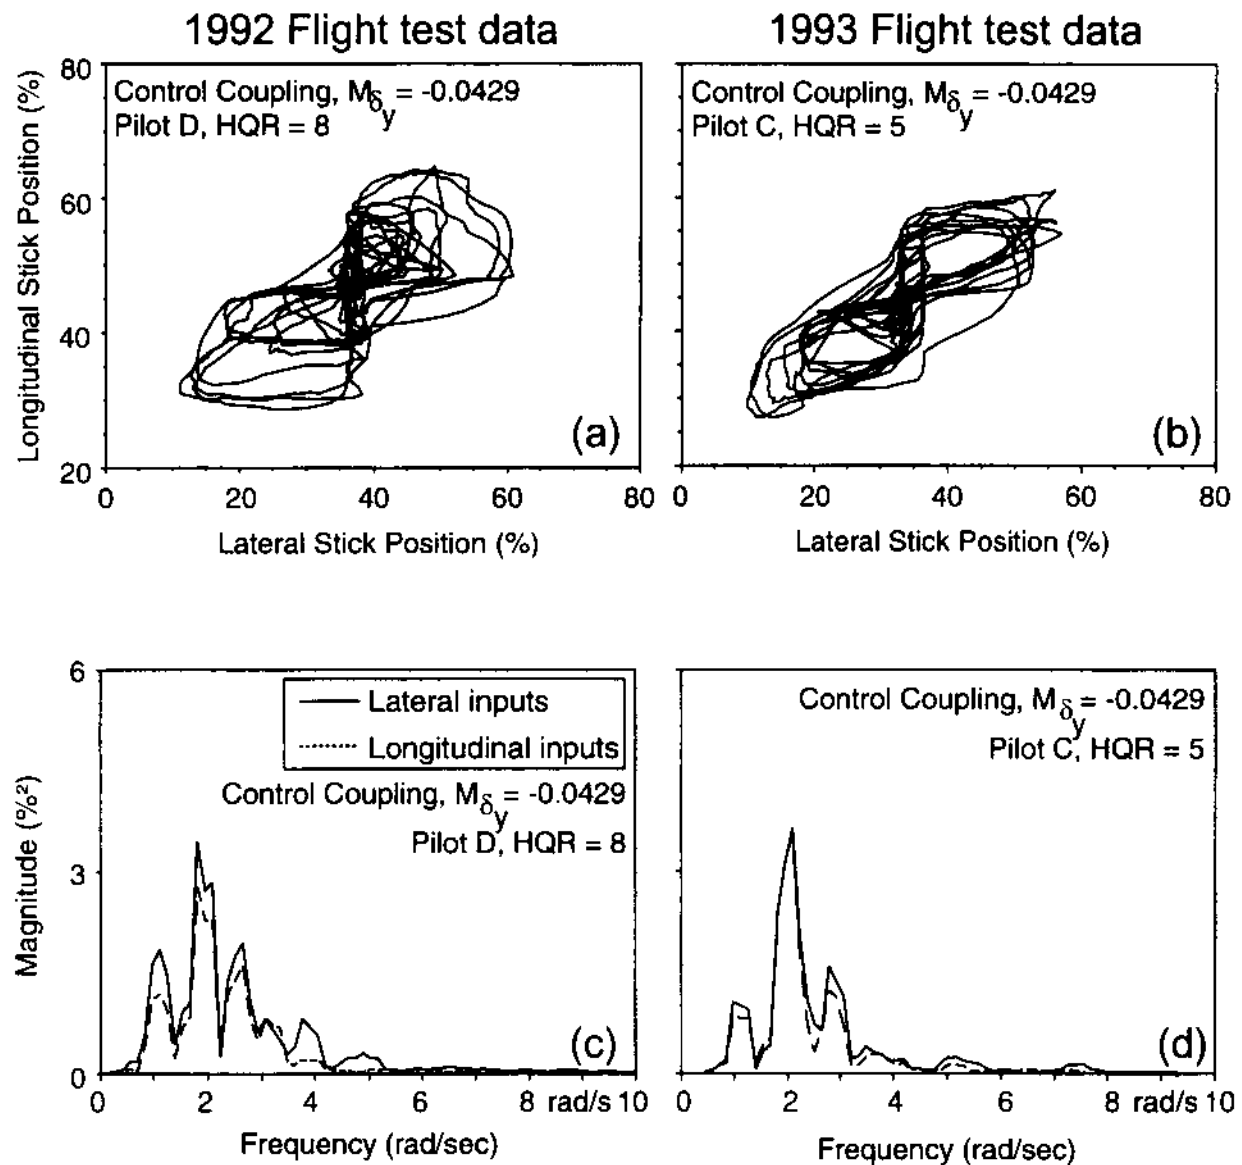 1992 Flight test data
1993 Flight test data
Longitudinal Stick Position (%)
80
60
40
20
Control Coupling, Mδy = -0.0429
Pilot D, HQR = 8
(a)
0 20 40 60 80
Lateral Stick Position (%)
Control Coupling, Mδy = -0.0429
Pilot C, HQR = 5
(b)
0 20 40 60 80
Lateral Stick Position (%)
Magnitude (%²)
6
3
0
Lateral inputs
Longitudinal inputs
Control Coupling, Mδy = -0.0429
Pilot D, HQR = 8
(c)
0 2 4 6 8 rad/s 10
Frequency (rad/sec)
Control Coupling, Mδy = -0.0429
Pilot C, HQR = 5
(d)
0 2 4 6 8 rad/s 10
Frequency (rad/sec)